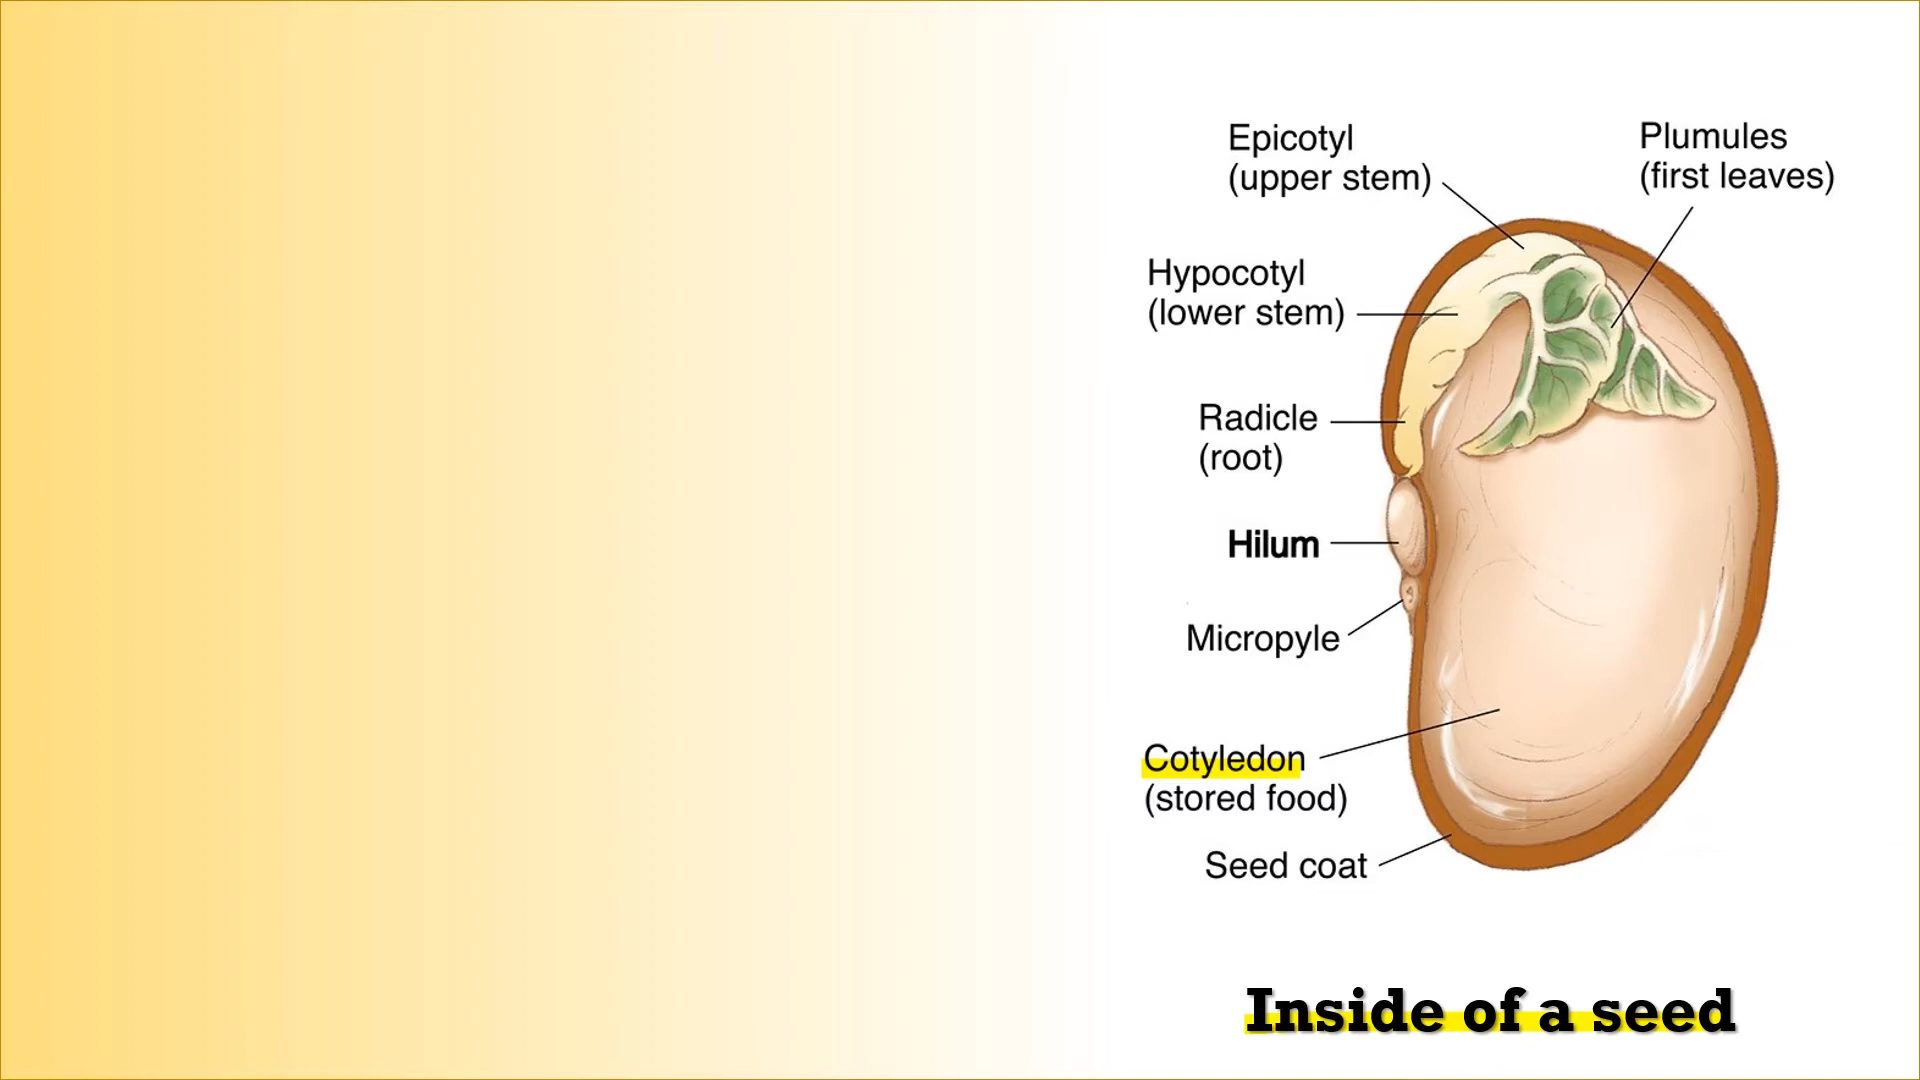 Epicotyl
(upper stem)
Plumules
(first leaves)
Hypocotyl
(lower stem)
Radicle
(root)
Hilum
Micropyle
Cotyledon
(stored food)
Seed coat
Inside of a seed